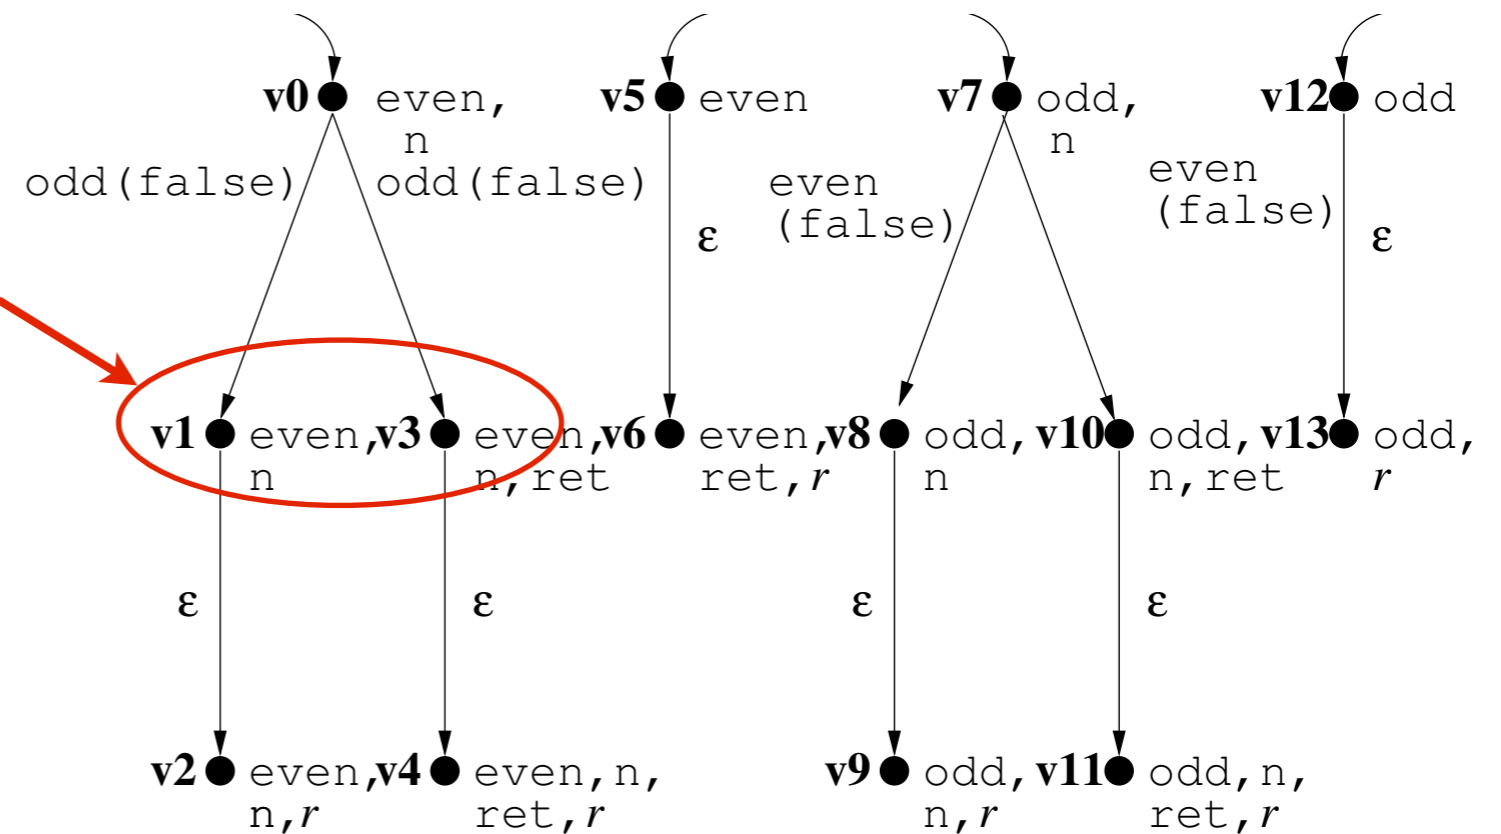 v0 even, v5 even v7 odd, v12 odd
n n
odd(false) odd(false) even even
(false) (false)
ε ε
v1 even, v3 even, v6 even, v8 odd, v10 odd, v13 odd,
n n,ret ret,r n n,ret r
ε ε ε ε
v2 even, v4 even,n, v9 odd, v11 odd,n,
n,r ret,r n,r ret,r